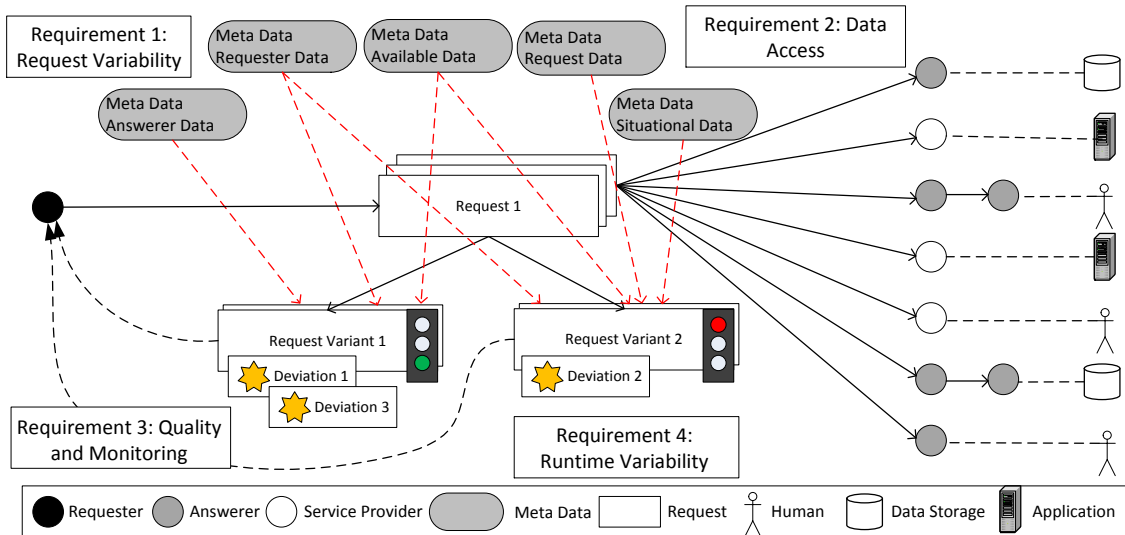 Requirement 1:
Request Variability
Meta Data
Requester Data
Meta Data
Available Data
Meta Data
Request Data
Requirement 2: Data
Access
Meta Data
Answerer Data
Meta Data
Situational Data
Request 1
Request Variant 1
Request Variant 2
Deviation 1
Deviation 3
Deviation 2
Requirement 3: Quality
and Monitoring
Requirement 4:
Runtime Variability
Requester
Answerer
Service Provider
Meta Data
Request
Human
Data Storage
Application